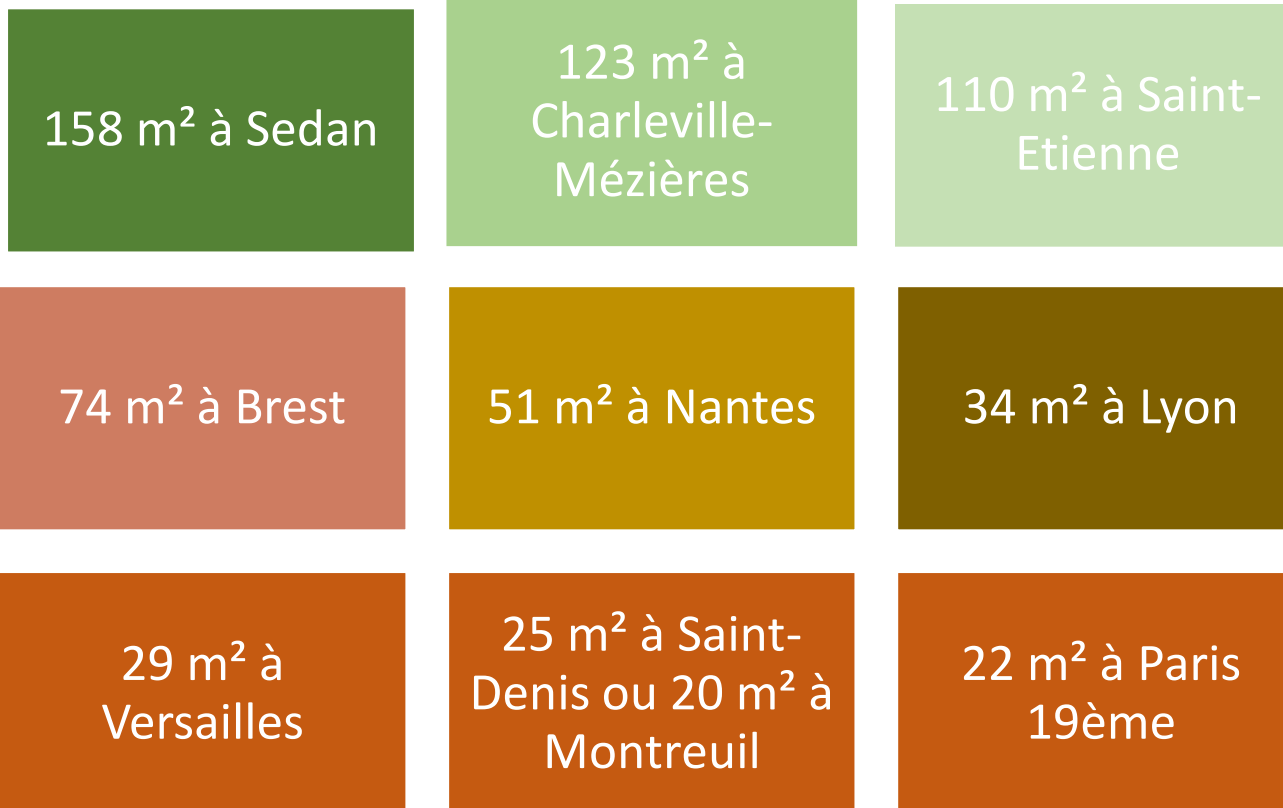 158 m² à Sedan
123 m² à
Charleville-
Mézières
110 m² à Saint-
Etienne
74 m² à Brest
51 m² à Nantes
34 m² à Lyon
29 m² à
Versailles
25 m² à Saint-
Denis ou 20 m² à
Montreuil
22 m² à Paris
19ème